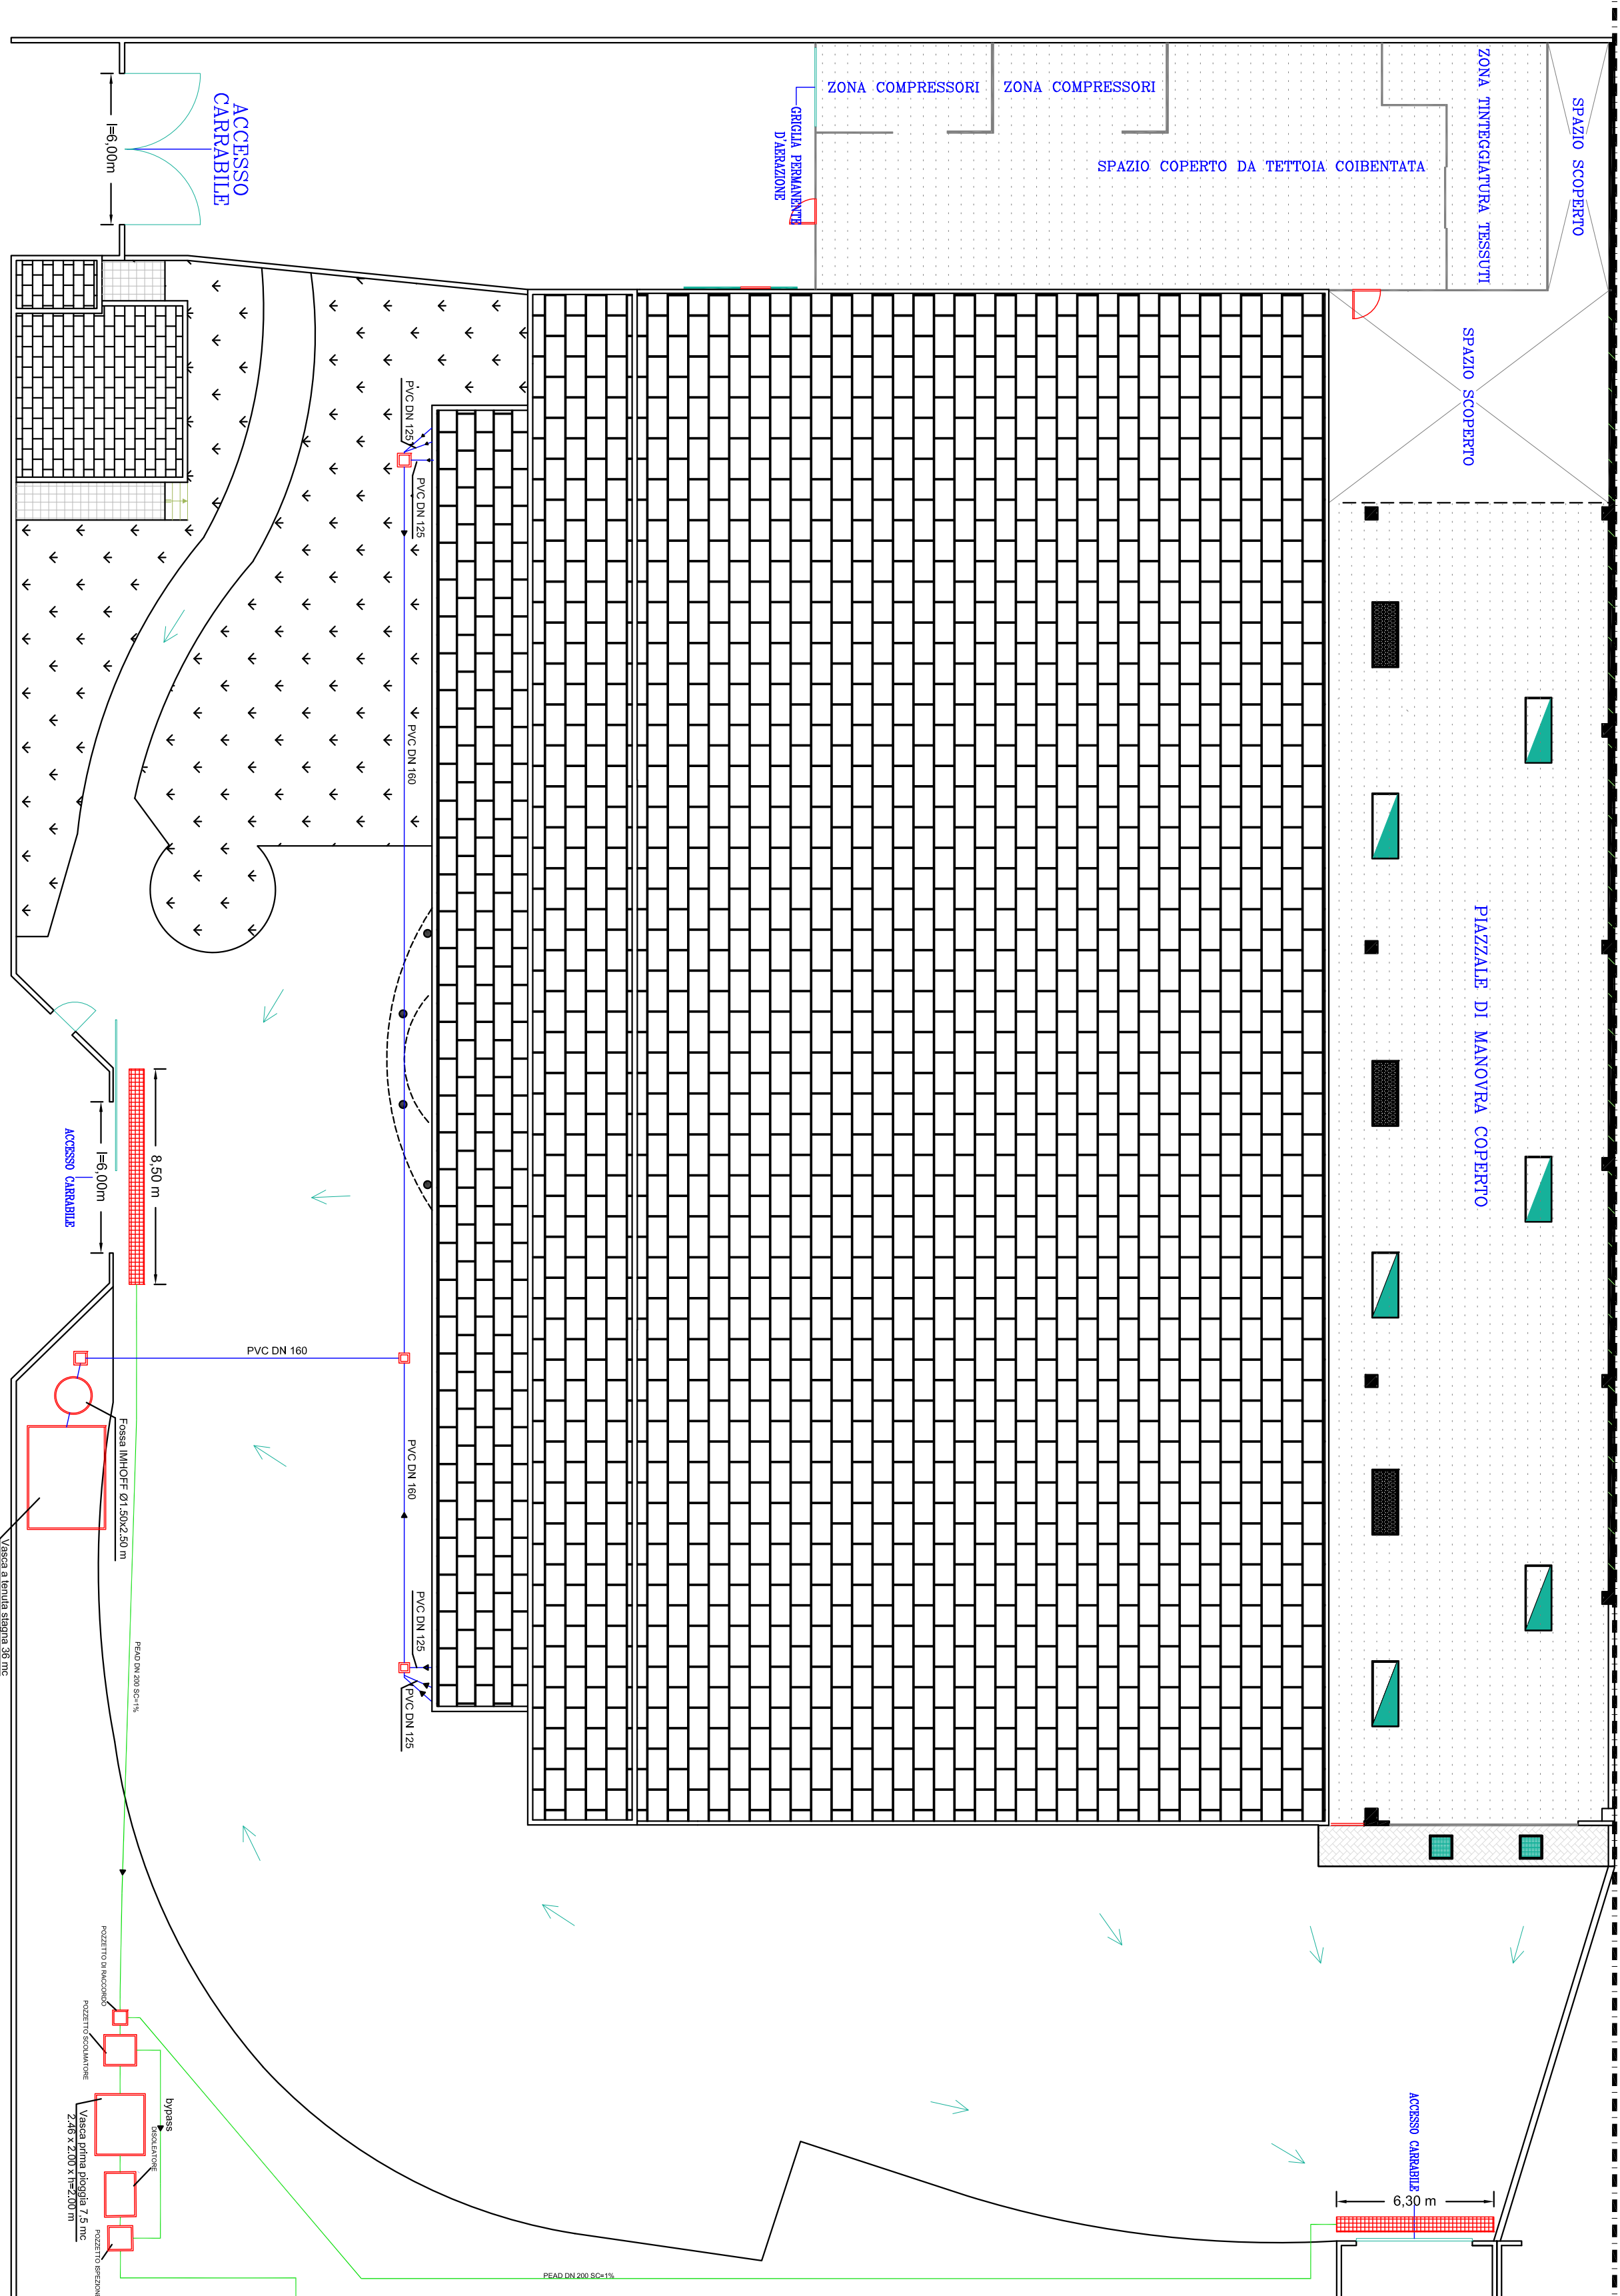 ACCESSO
CARRABILE
l=6,00m
ZONA COMPRESSORI
ZONA COMPRESSORI
GRIGLIA PERMANENTE
D'AERAZIONE
SPAZIO COPERTO DA TETTOIA COIBENTATA
ZONA TINTEGGIATURA TESSUTI
SPAZIO SCOPERTO
SPAZIO SCOPERTO
PVC DN 125
PVC DN 125
PVC DN 160
PIAZZALE DI MANOVRA COPERTO
8,50 m
l=6,00m
ACCESSO CARRABILE
PVC DN 160
PVC DN 160
Fossa IMHOFF Ø1.50x2.50 m
Vasca a tenuta stagna 36 mc
PVC DN 125
PVC DN 125
PEAD DN 200 SC=1%
POZZETTO DI RACCORDO
POZZETTO SCOLMATORE
bypass
DISOLEATORE
Vasca prima pioggia 7,5 mc
2.46 x 2.00 x h=2.00 m
POZZETTO ISPEZIONE
PEAD DN 200 SC=1%
ACCESSO CARRABILE
6,30 m